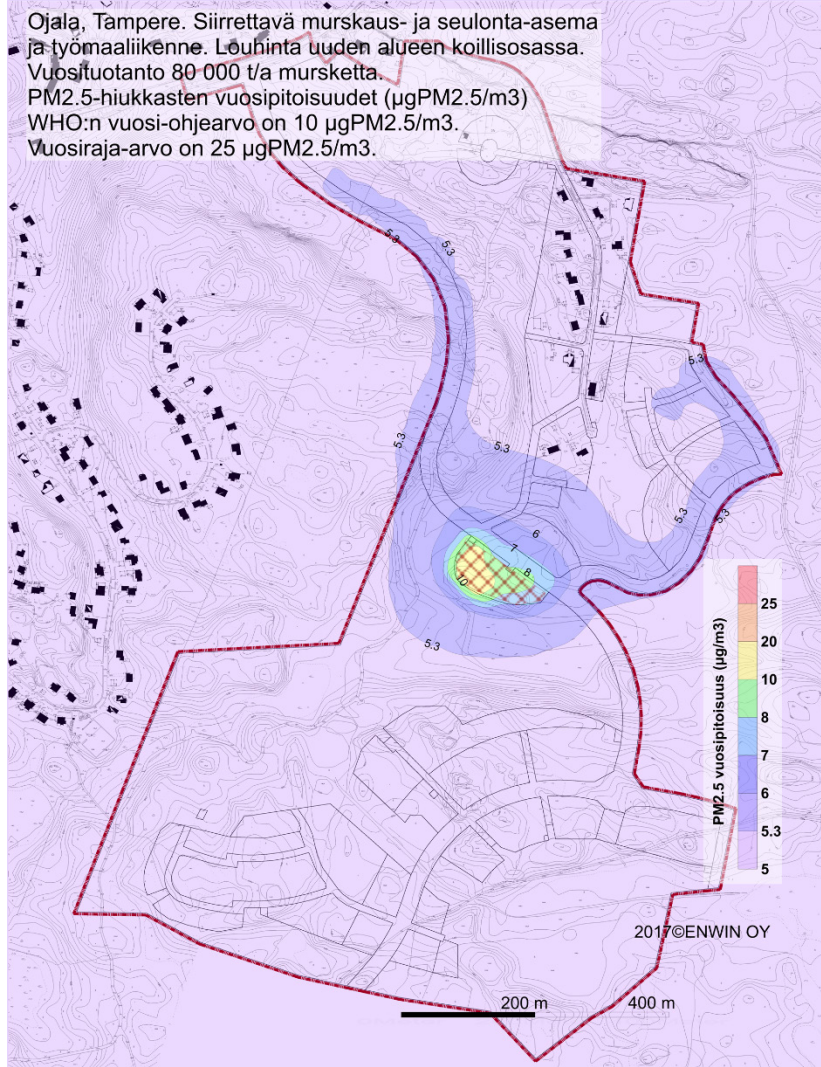 Ojala, Tampere. Siirrettävä murskaus- ja seulonta-asema
ja työmaaliikenne. Louhinta uuden alueen koillisosassa.
Vuosituotanto 80 000 t/a mursketta.
PM2.5-hiukkasten vuosipitoisuudet (µgPM2.5/m3)
WHO:n vuosi-ohjearvo on 10 µgPM2.5/m3.
Vuosiraja-arvo on 25 µgPM2.5/m3.
5.3
5.3
5.3
5.3
5.3
6
7
8
10
5.3
5.3
5.3
PM2.5 vuosipitoisuus (µg/m3)
25
20
10
8
7
6
5.3
5
2017©ENWIN OY
200 m
400 m